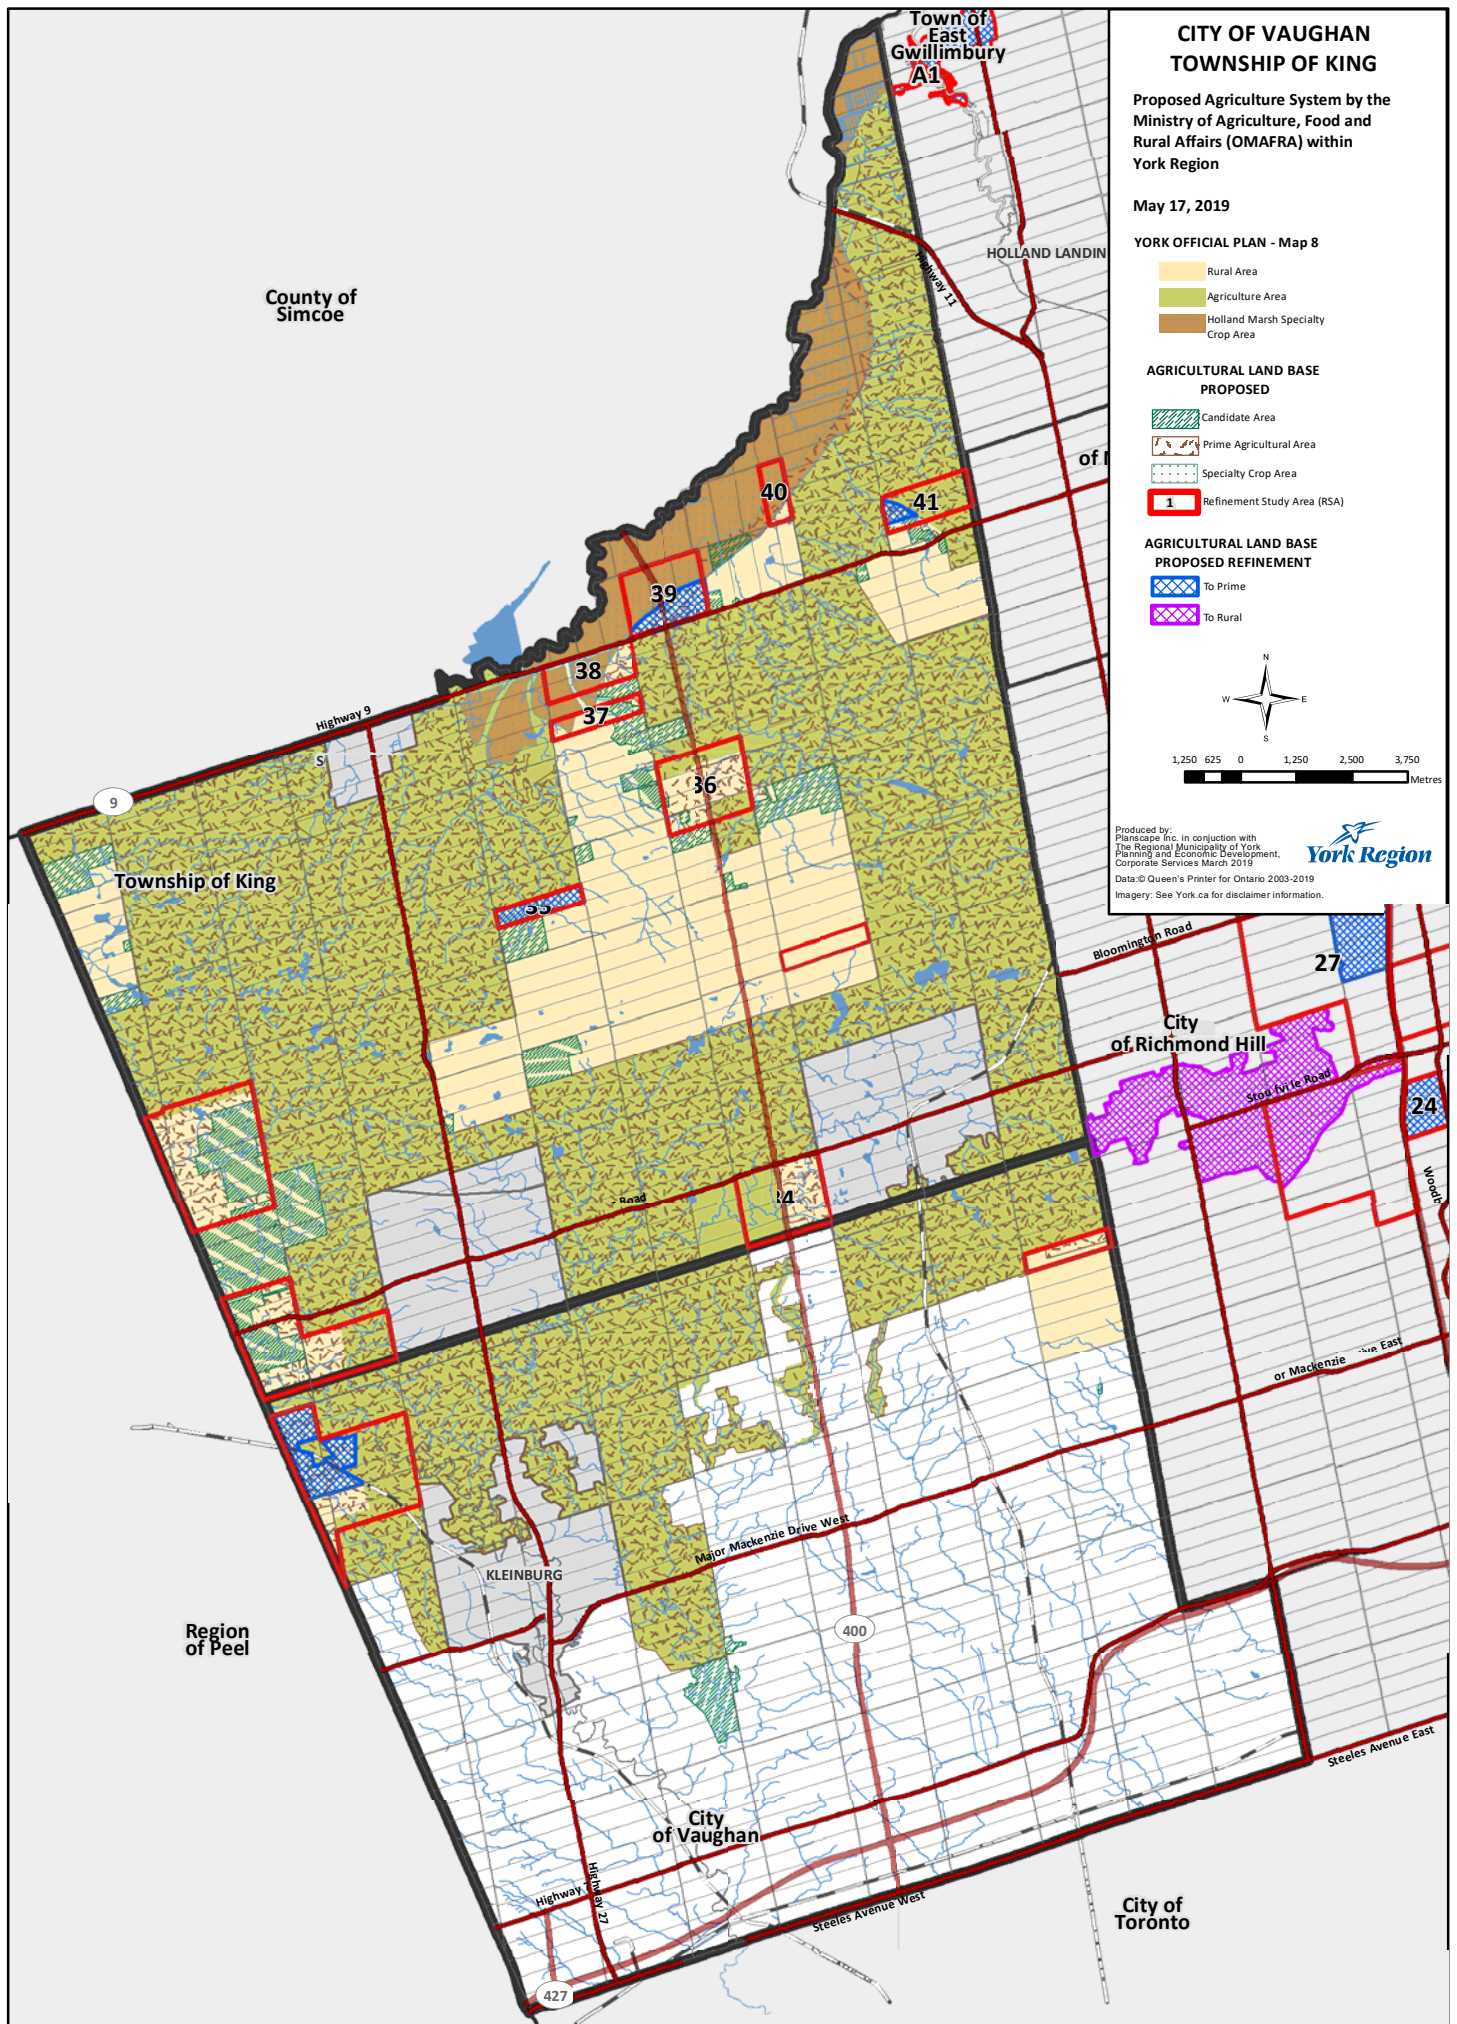 Town of
East
Gwillimbury
A1
CITY OF VAUGHAN
TOWNSHIP OF KING
Proposed Agriculture System by the
Ministry of Agriculture, Food and
Rural Affairs (OMAFRA) within
York Region
May 17, 2019
YORK OFFICIAL PLAN - Map 8
Rural Area
Agriculture Area
Holland Marsh Specialty
Crop Area
AGRICULTURAL LAND BASE
PROPOSED
Candidate Area
Prime Agricultural Area
Specialty Crop Area
1
Refinement Study Area (RSA)
AGRICULTURAL LAND BASE
PROPOSED REFINEMENT
To Prime
To Rural
N
W
E
S
1,250 625 0 1,250 2,500 3,750
Metres
Produced by:
Planscape Inc. in conjuction with
The Regional Municipality of York
Planning and Economic Development,
Corporate Services March 2019
Data:© Queen's Printer for Ontario 2003-2019
Imagery: See York.ca for disclaimer information.
York Region
HOLLAND LANDIN
Highway 11
County of
Simcoe
of
40
41
39
38
37
36
Highway 9
S
9
Township of King
Bloomington Road
27
City
of Richmond Hill
24
Road
Major Mackenzie Drive West
or Mackenzie
East
KLEINBURG
400
Region
of Peel
City
of Vaughan
Highway
Highway 27
Steeles Avenue West
Steeles Avenue East
City of
Toronto
427